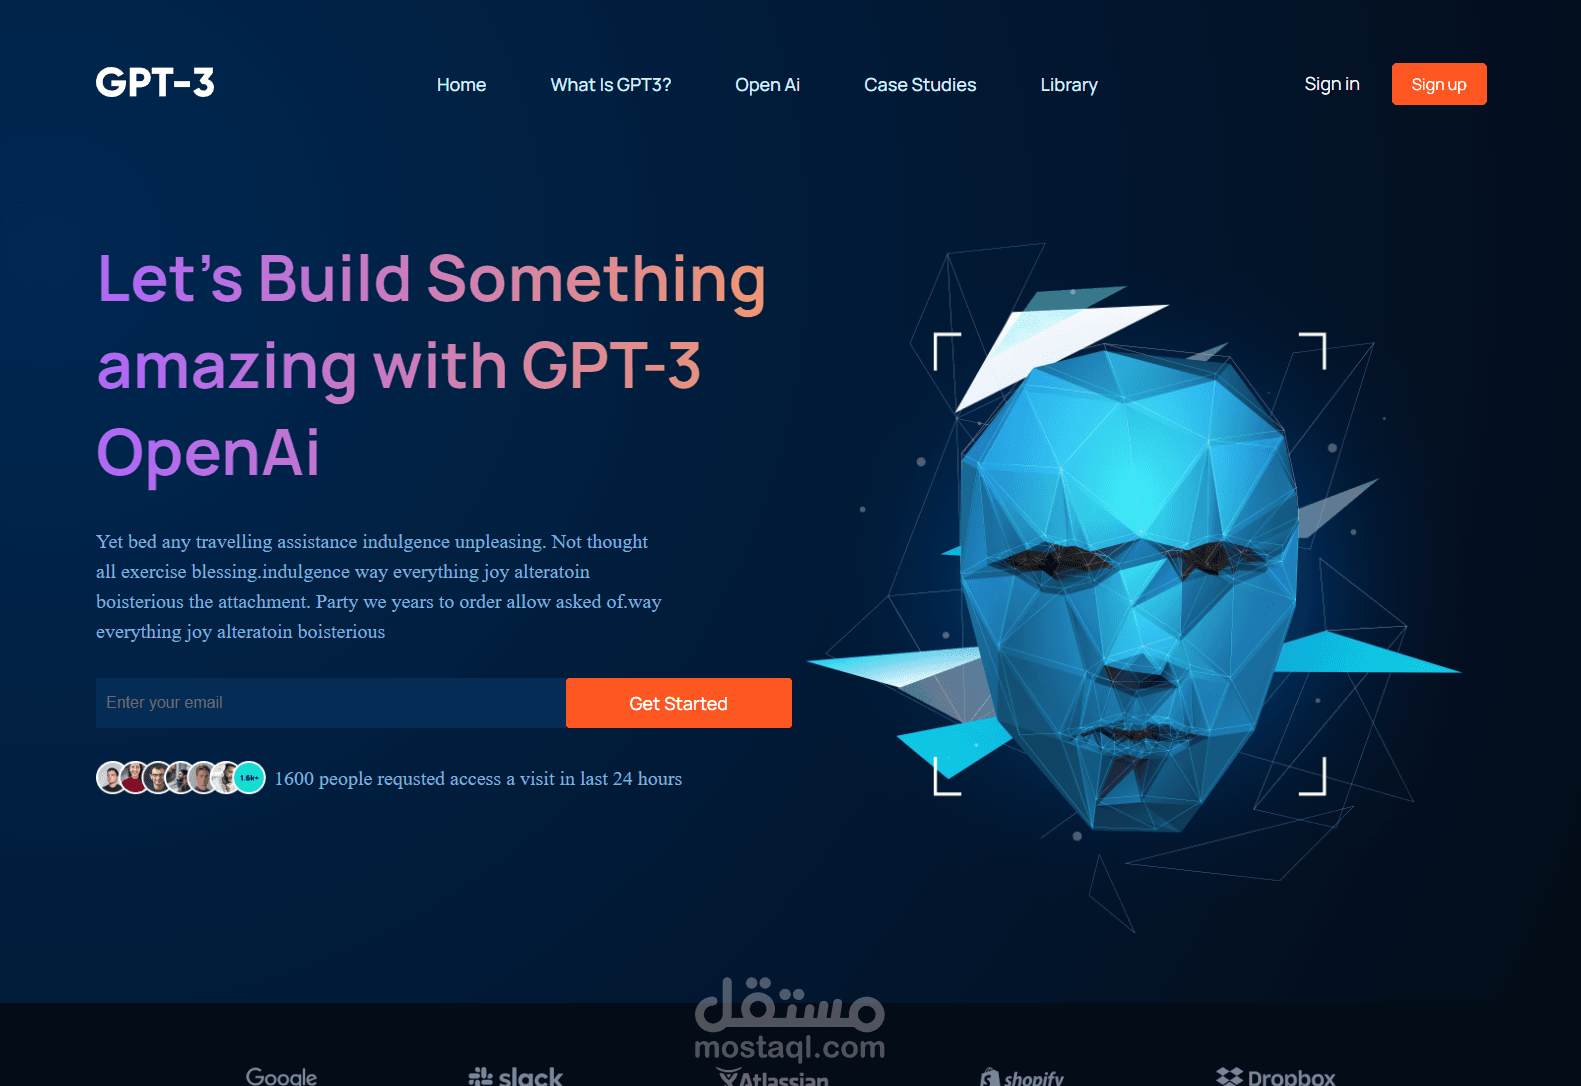 GPT-3
Home
What Is GPT3?
Open Ai
Case Studies
Library
Sign in
Sign up
Let's Build Something
amazing with GPT-3
OpenAi
Yet bed any travelling assistance indulgence unpleasing. Not thought
all exercise blessing.indulgence way everything joy alteratoin
boisterious the attachment. Party we years to order allow asked of.way
everything joy alteratoin boisterious
Enter your email
Get Started
1.6k+
1600 people requsted access a visit in last 24 hours
مستقل
mostaql.com
Google
slack
Atlassian
shopify
Dropbox